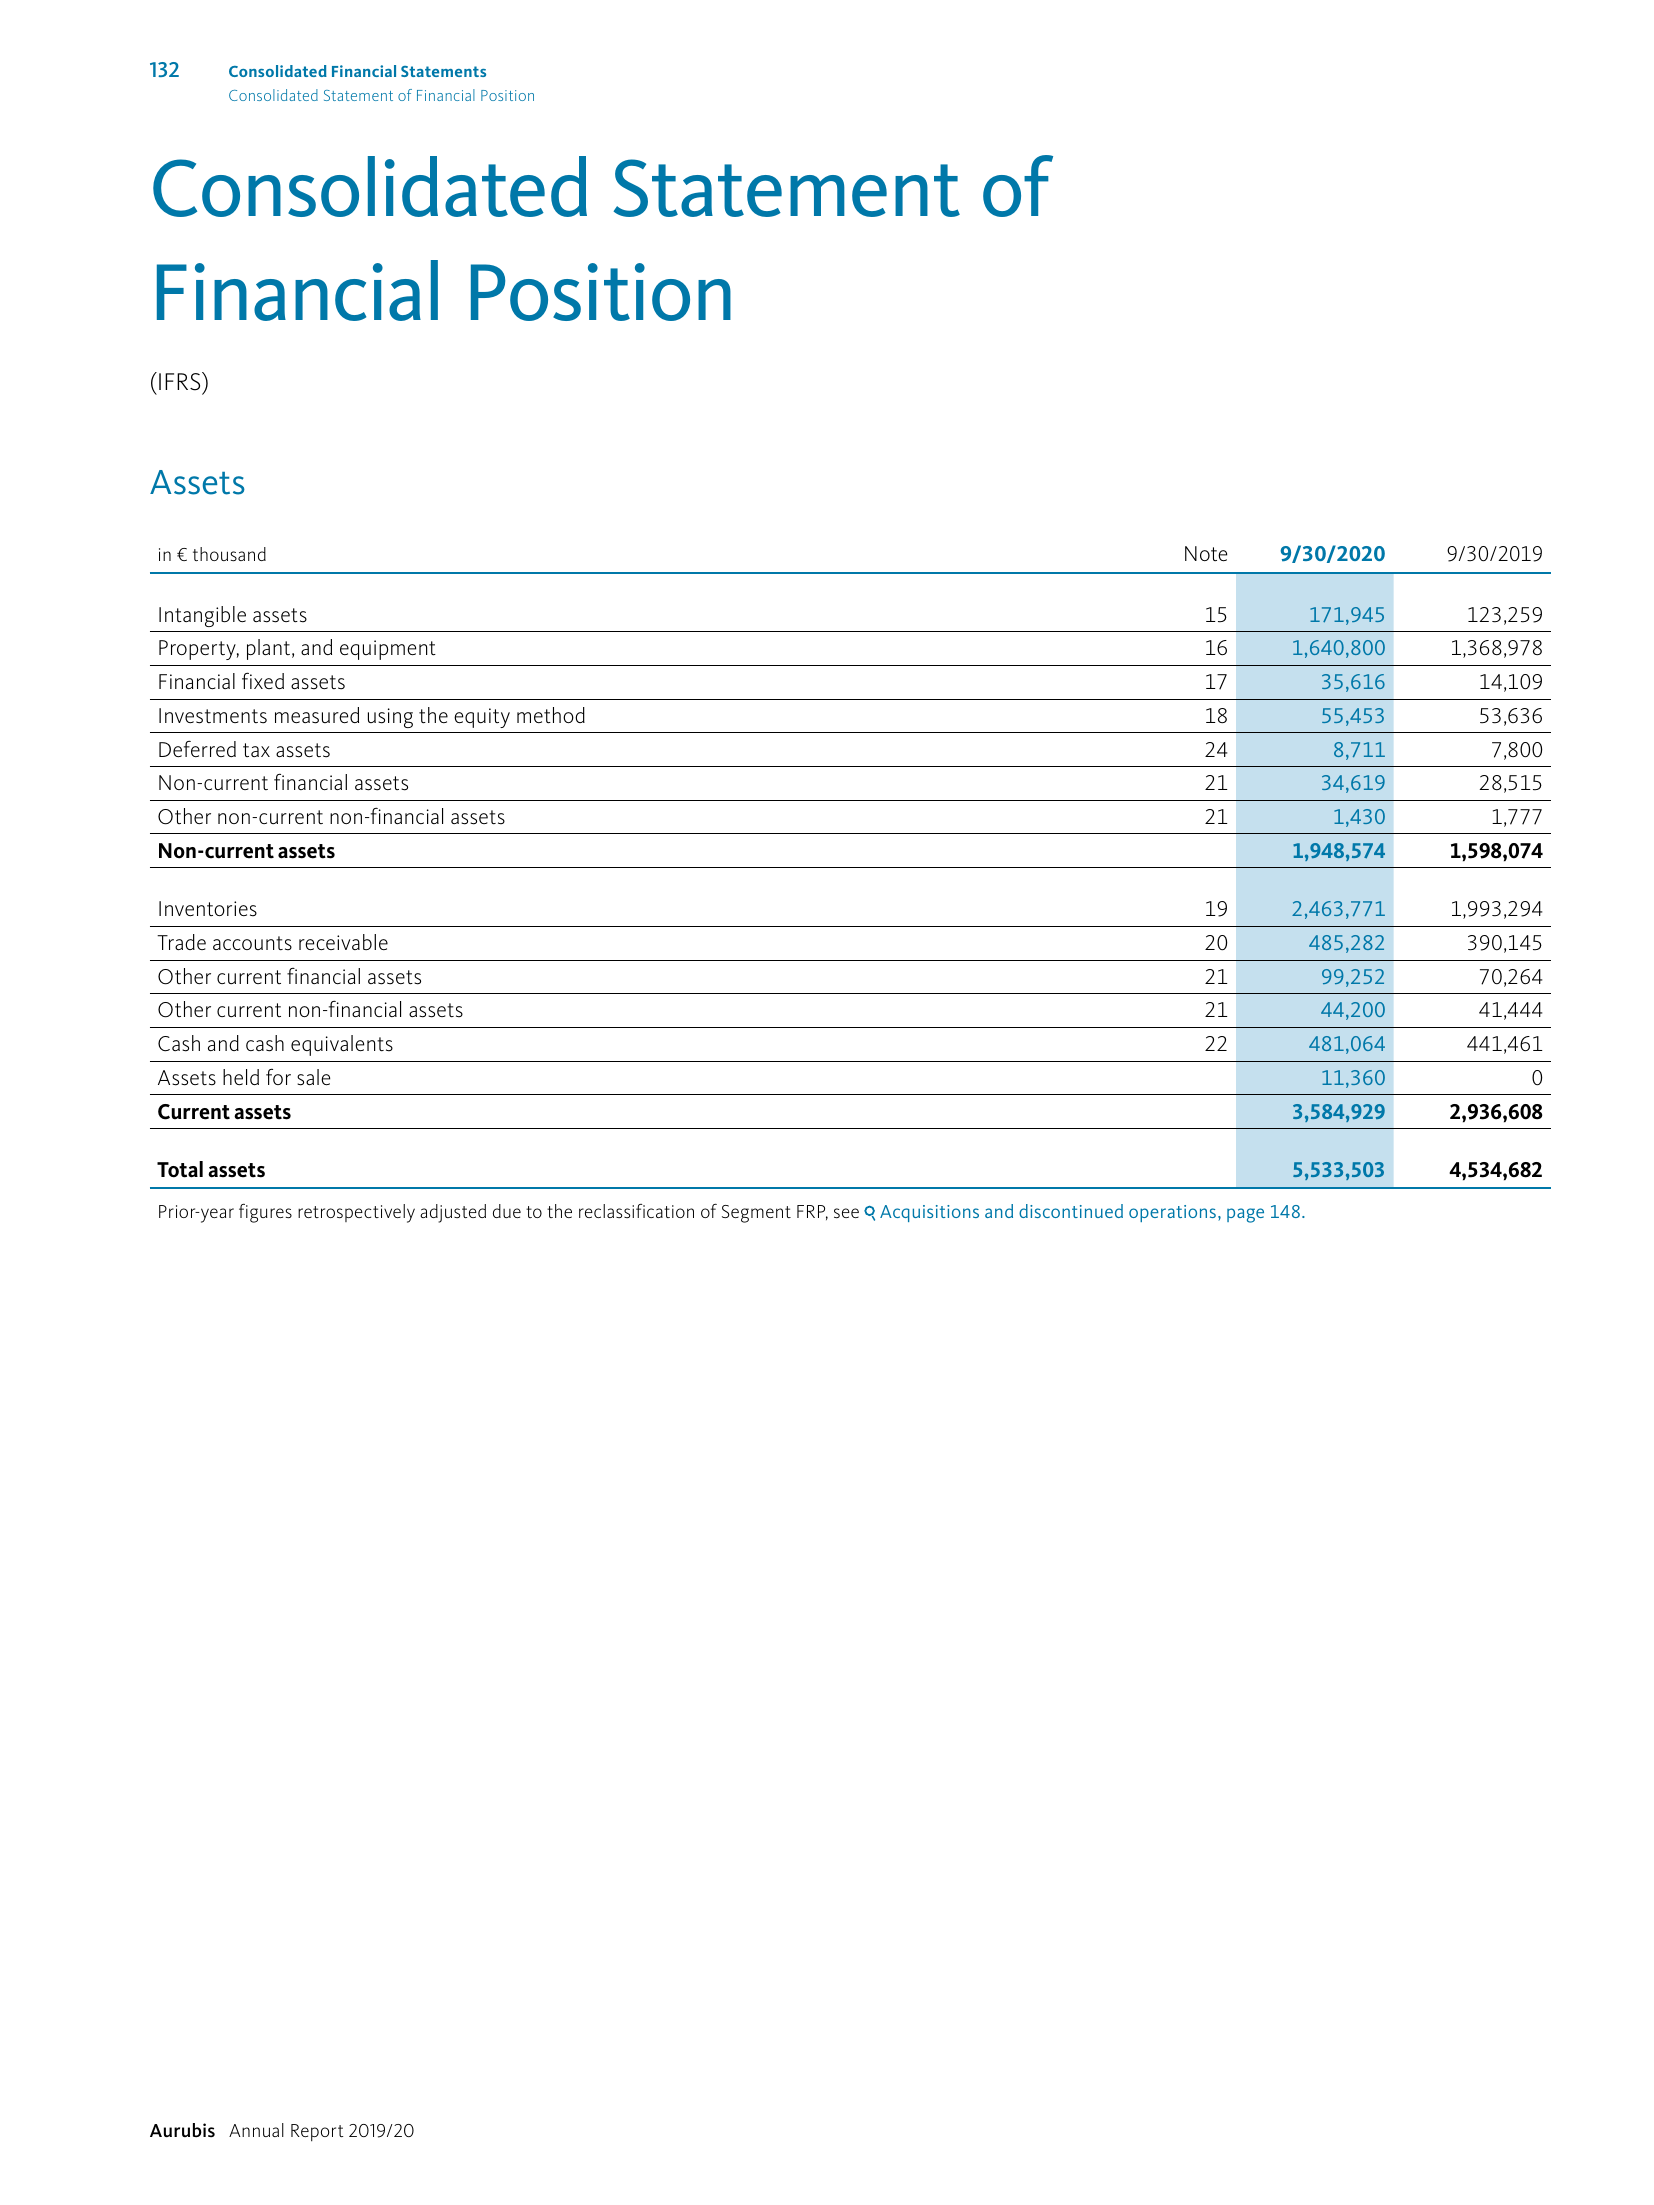 132 Consolidated Financial Statements
Consolidated Statement of Financial Position
Consolidated Statement of
Financial Position
(IFRS)
Assets
in € thousand Note 9/30/2020 9/30/2019
Intangible assets 15 171,945 123,259
Property, plant, and equipment 16 1,640,800 1,368,978
Financial fixed assets 17 35,616 14,109
Investments measured using the equity method 18 55,453 53,636
Deferred tax assets 24 8,711 7,800
Non-current financial assets 21 34,619 28,515
Other non-current non-financial assets 21 1,430 1,777
Non-current assets 1,948,574 1,598,074
Inventories 19 2,463,771 1,993,294
Trade accounts receivable 20 485,282 390,145
Other current financial assets 21 99,252 70,264
Other current non-financial assets 21 44,200 41,444
Cash and cash equivalents 22 481,064 441,461
Assets held for sale 11,360 0
Current assets 3,584,929 2,936,608
Total assets 5,533,503 4,534,682
Prior-year figures retrospectively adjusted due to the reclassification of Segment FRP, see Acquisitions and discontinued operations, page 148.
Aurubis Annual Report 2019/20